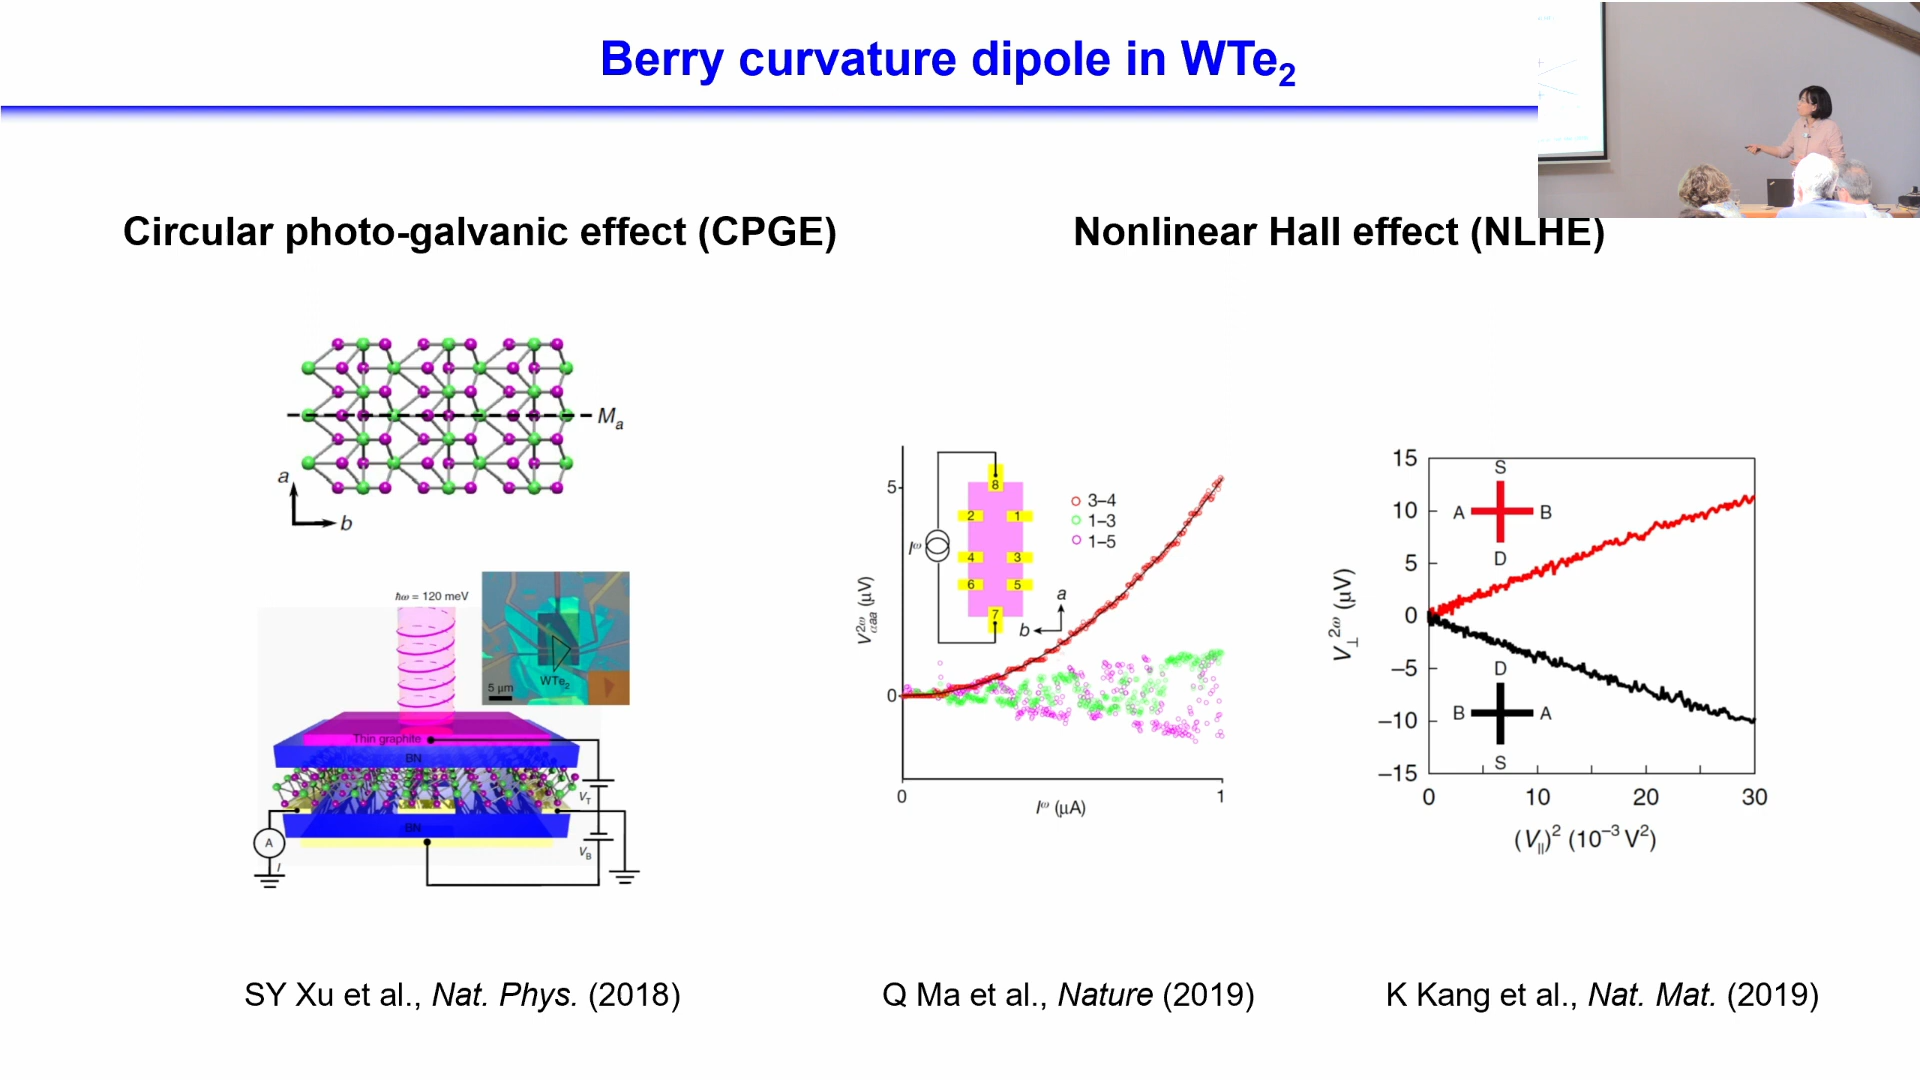 Berry curvature dipole in WTe2
Circular photo-galvanic effect (CPGE)
Nonlinear Hall effect (NLHE)
Ma
a
b
ħω = 120 meV
5 μm
WTe2
Thin graphite
BN
BN
VT
VB
A
I
SY Xu et al., Nat. Phys. (2018)
5
0
V2ωαaa (μV)
0
1
Iω (μA)
Iω
8
2
1
4
3
6
5
7
a
b
3–4
1–3
1–5
Q Ma et al., Nature (2019)
15
10
5
0
−5
−10
−15
V⊥2ω (μV)
S
A
B
D
D
B
A
S
0
10
20
30
(V||)2 (10−3 V2)
K Kang et al., Nat. Mat. (2019)